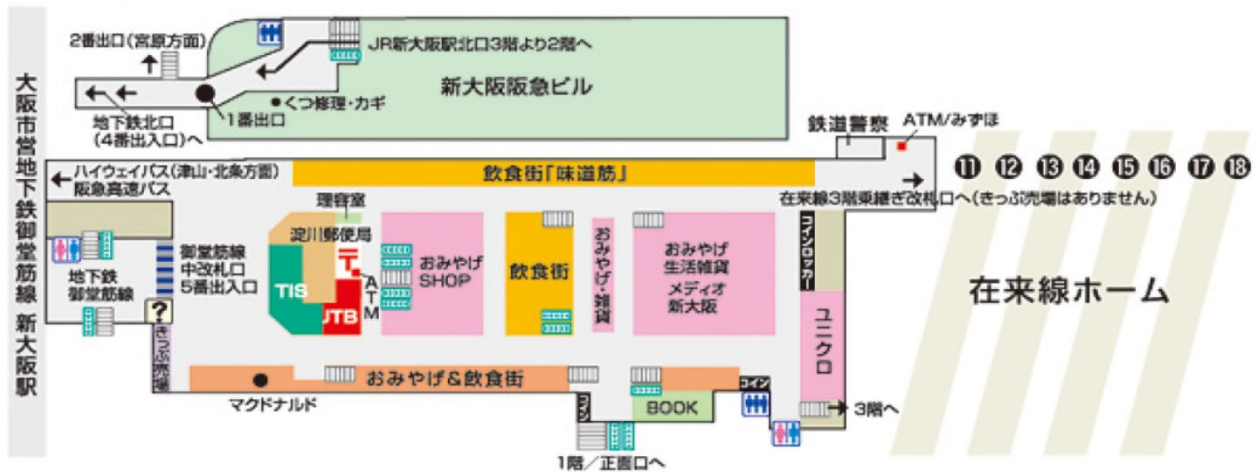 2番出口(宮原方面)
JR新大阪駅北口3階より2階へ
新大阪阪急ビル
●くつ修理・カギ
1番出口
地下鉄北口
(4番出入口)へ
大阪市営地下鉄御堂筋線 新大阪駅
鉄道警察
ATM/みずほ
ハイウェイバス(津山・北条方面)
阪急高速バス
飲食街「味道筋」
⑪ ⑫ ⑬ ⑭ ⑮ ⑯ ⑰ ⑱
在来線3階乗継ぎ改札口へ(きっぷ売場はありません)
理容室
淀川郵便局
〒
ATM
TIS
JTB
御堂筋線
中改札口
5番出入口
地下鉄
御堂筋線
?
きっぷ売場
おみやげ
SHOP
飲食街
おみやげ・雑貨
おみやげ
生活雑貨
メディオ
新大阪
コインロッカー
ユニクロ
在来線ホーム
おみやげ&飲食街
マクドナルド
コイン
BOOK
コイン
3階へ
1階/正面口へ